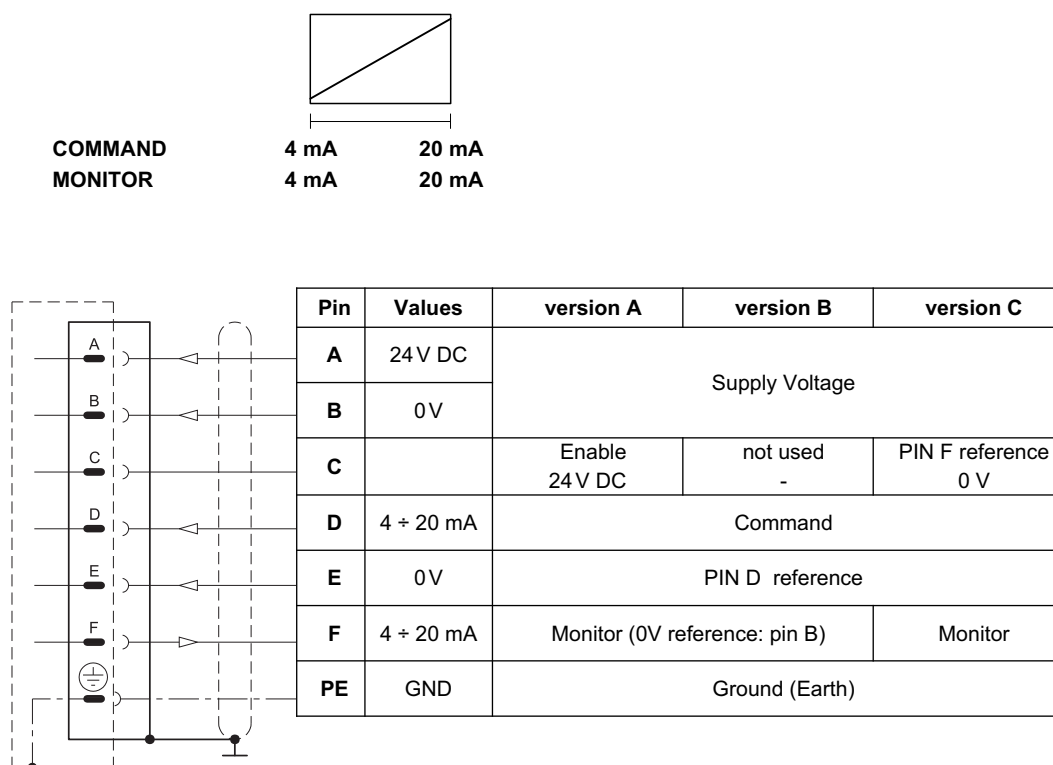 COMMAND 4 mA 20 mA
MONITOR 4 mA 20 mA
Pin Values version A version B version C
A A 24 V DC Supply Voltage
B B 0 V
C C Enable 24 V DC not used - PIN F reference 0 V
D D 4 ÷ 20 mA Command
E E 0 V PIN D reference
F F 4 ÷ 20 mA Monitor (0V reference: pin B) Monitor
PE GND Ground (Earth)